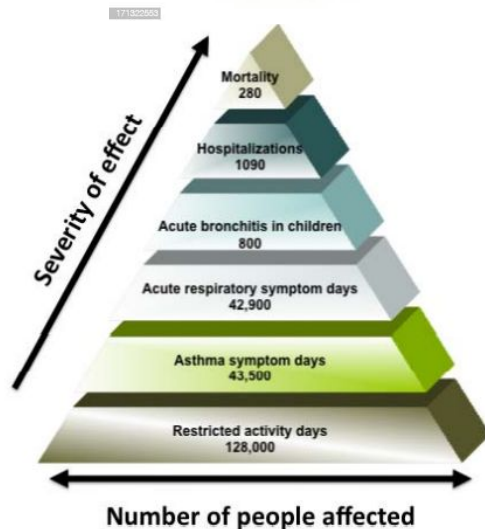 171322553
Mortality
280
Hospitalizations
1090
Acute bronchitis in children
800
Acute respiratory symptom days
42,900
Asthma symptom days
43,500
Restricted activity days
128,000
Severity of effect
Number of people affected